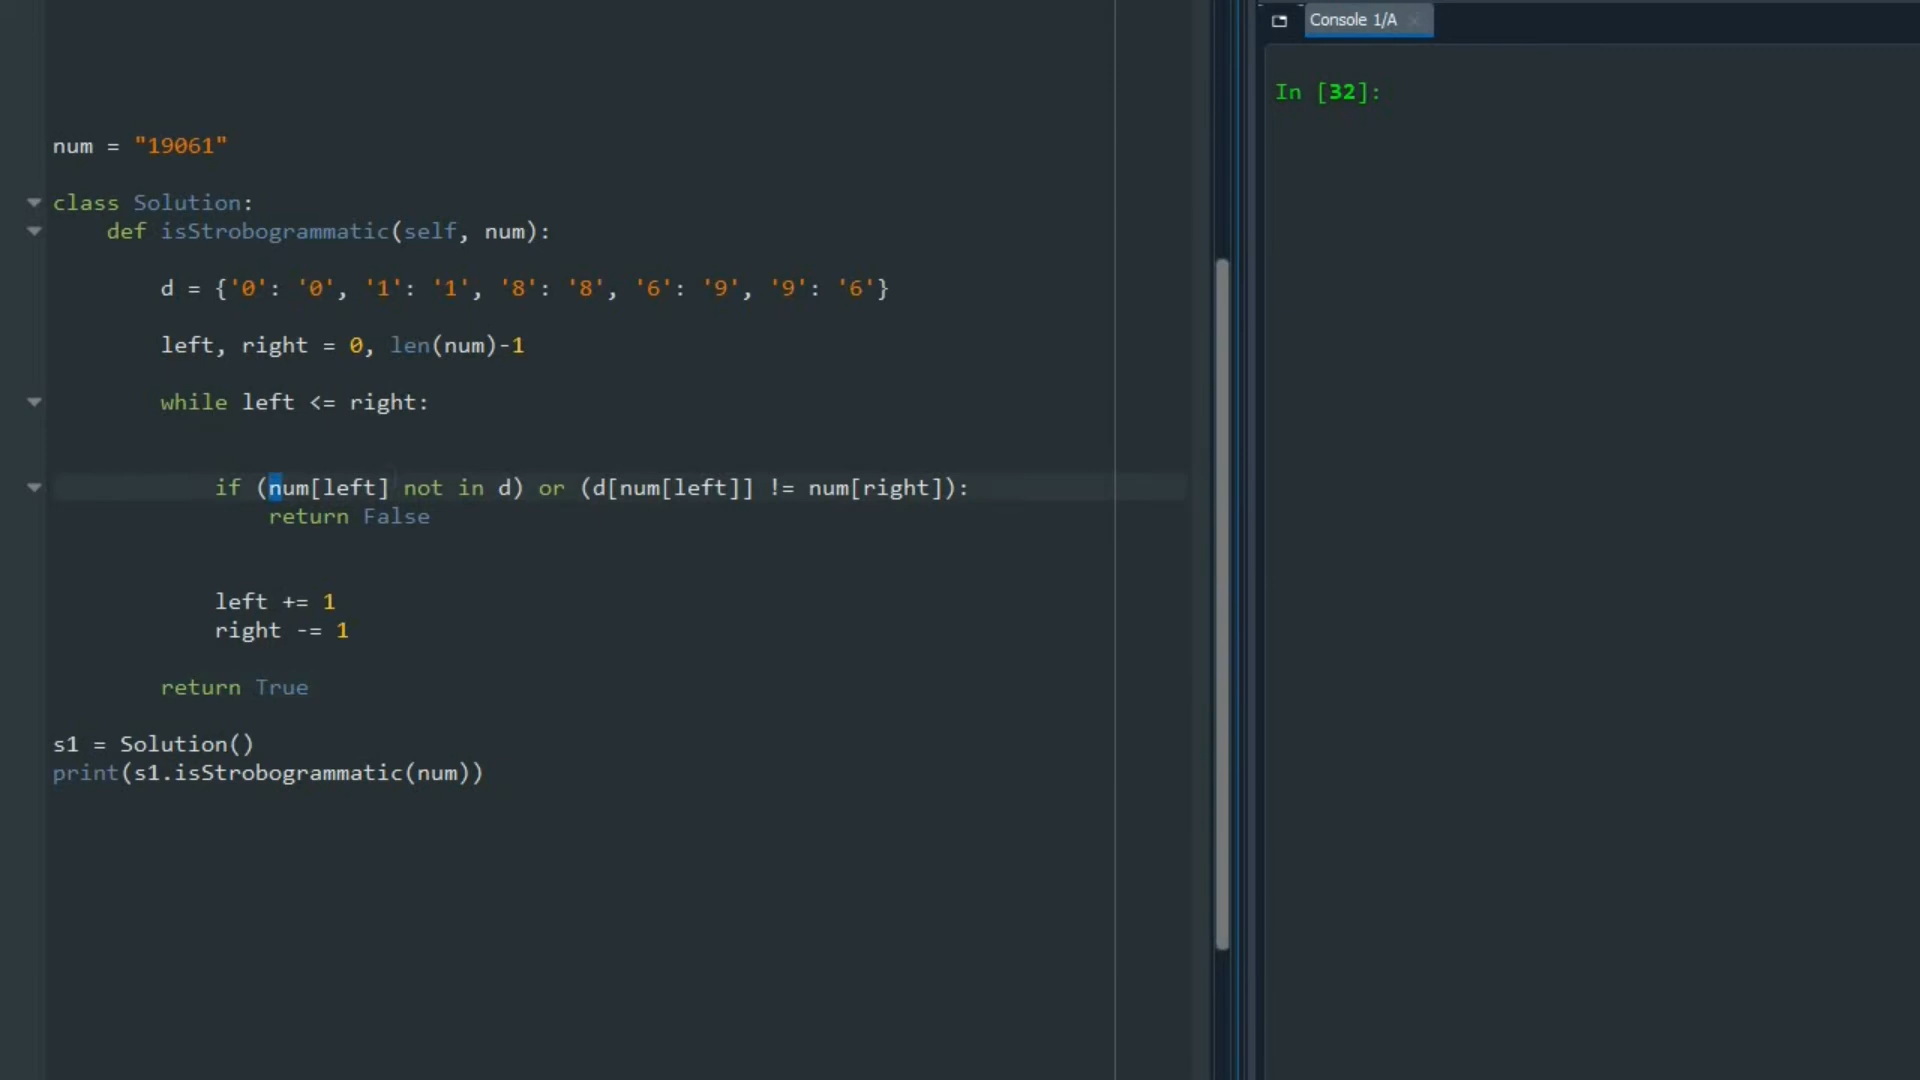 Console 1/A
In [32]:
num = "19061"
class Solution:
def isStrobogrammatic(self, num):
d = {'0': '0', '1': '1', '8': '8', '6': '9', '9': '6'}
left, right = 0, len(num)-1
while left <= right:
if (num[left] not in d) or (d[num[left]] != num[right]):
return False
left += 1
right -= 1
return True
s1 = Solution()
print(s1.isStrobogrammatic(num))